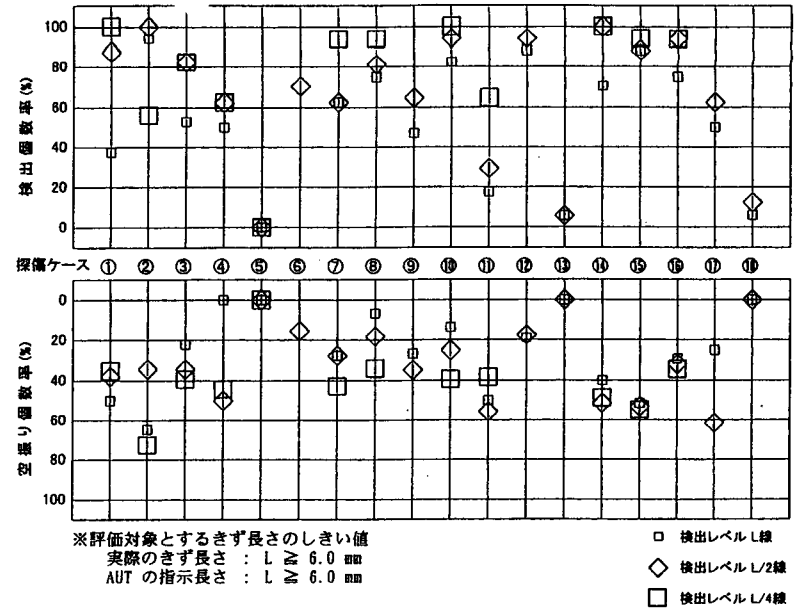 検出個数率(%)
100
80
60
40
20
0
探傷ケース ① ② ③ ④ ⑤ ⑥ ⑦ ⑧ ⑨ ⑩ ⑪ ⑫ ⑬ ⑭ ⑮ ⑯ ⑰ ⑱
空振り個数率(%)
0
20
40
60
80
100
※評価対象とするきず長さのしきい値
実際のきず長さ : L ≧ 6.0 mm
AUT の指示長さ : L ≧ 6.0 mm
検出レベル L線
検出レベル L/2線
検出レベル L/4線